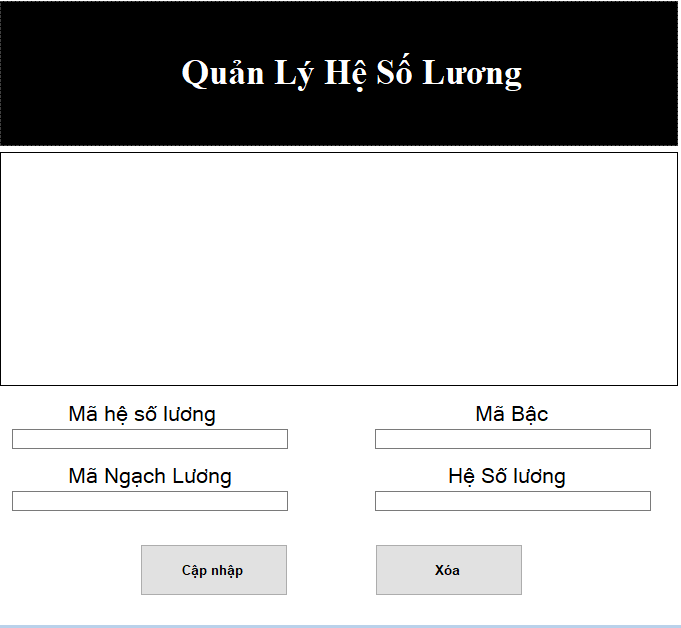 Quản Lý Hệ Số Lương
Mã hệ số lương
Mã Bậc
Mã Ngạch Lương
Hệ Số lương
Cập nhập
Xóa